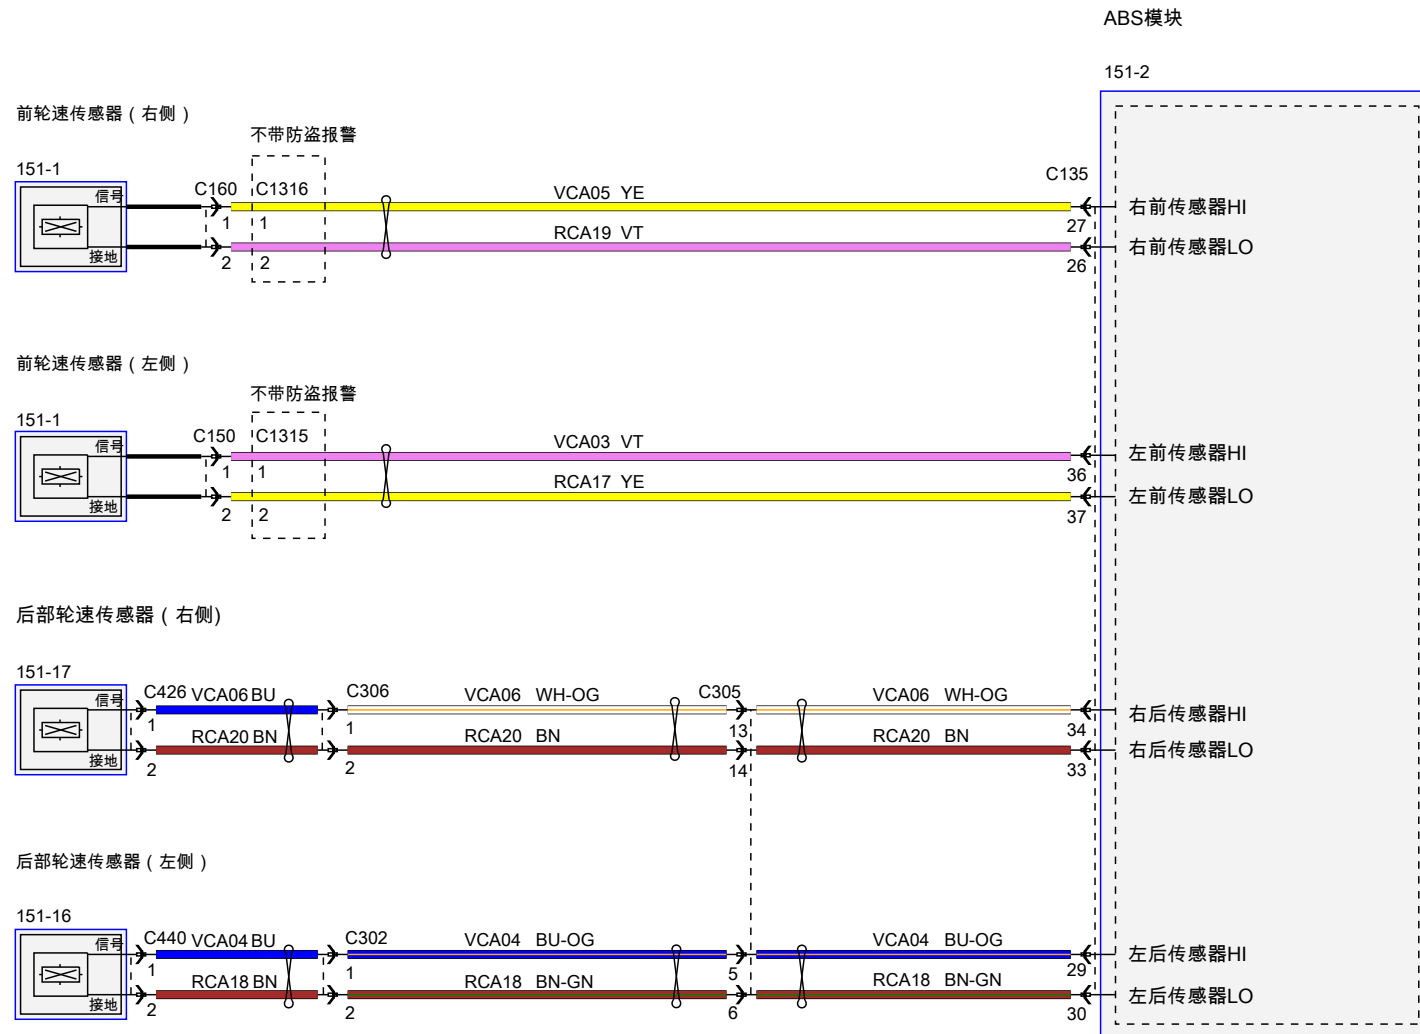 ABS模块
151-2
前轮速传感器（右侧）
不带防盗报警
151-1
信号
接地
C160
C1316
1
1
2
2
VCA05 YE
RCA19 VT
C135
27
26
右前传感器HI
右前传感器LO
前轮速传感器（左侧）
不带防盗报警
151-1
信号
接地
C150
C1315
1
1
2
2
VCA03 VT
RCA17 YE
36
37
左前传感器HI
左前传感器LO
后部轮速传感器（右侧)
151-17
信号
接地
C426
VCA06 BU
C306
VCA06 WH-OG
C305
VCA06 WH-OG
1
1
13
34
右后传感器HI
RCA20 BN
RCA20 BN
RCA20 BN
2
2
14
33
右后传感器LO
后部轮速传感器（左侧）
151-16
信号
接地
C440
VCA04 BU
C302
VCA04 BU-OG
VCA04 BU-OG
1
1
5
29
左后传感器HI
RCA18 BN
RCA18 BN-GN
RCA18 BN-GN
2
2
6
30
左后传感器LO